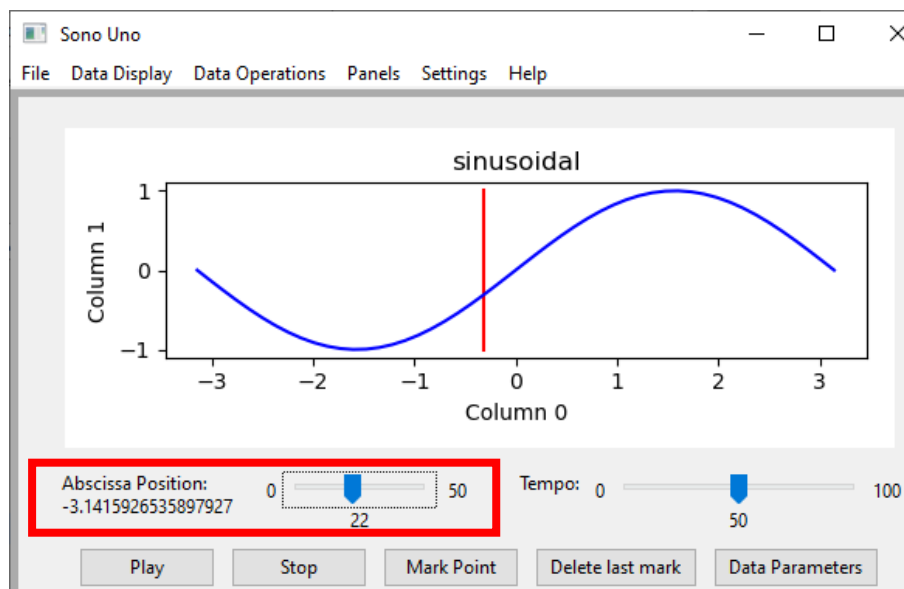 Sono Uno
File Data Display Data Operations Panels Settings Help
sinusoidal
1
0
−1
Column 1
−3 −2 −1 0 1 2 3
Column 0
Abscissa Position: 0 50 Tempo: 0 100
-3.1415926535897927
22 50
Play Stop Mark Point Delete last mark Data Parameters